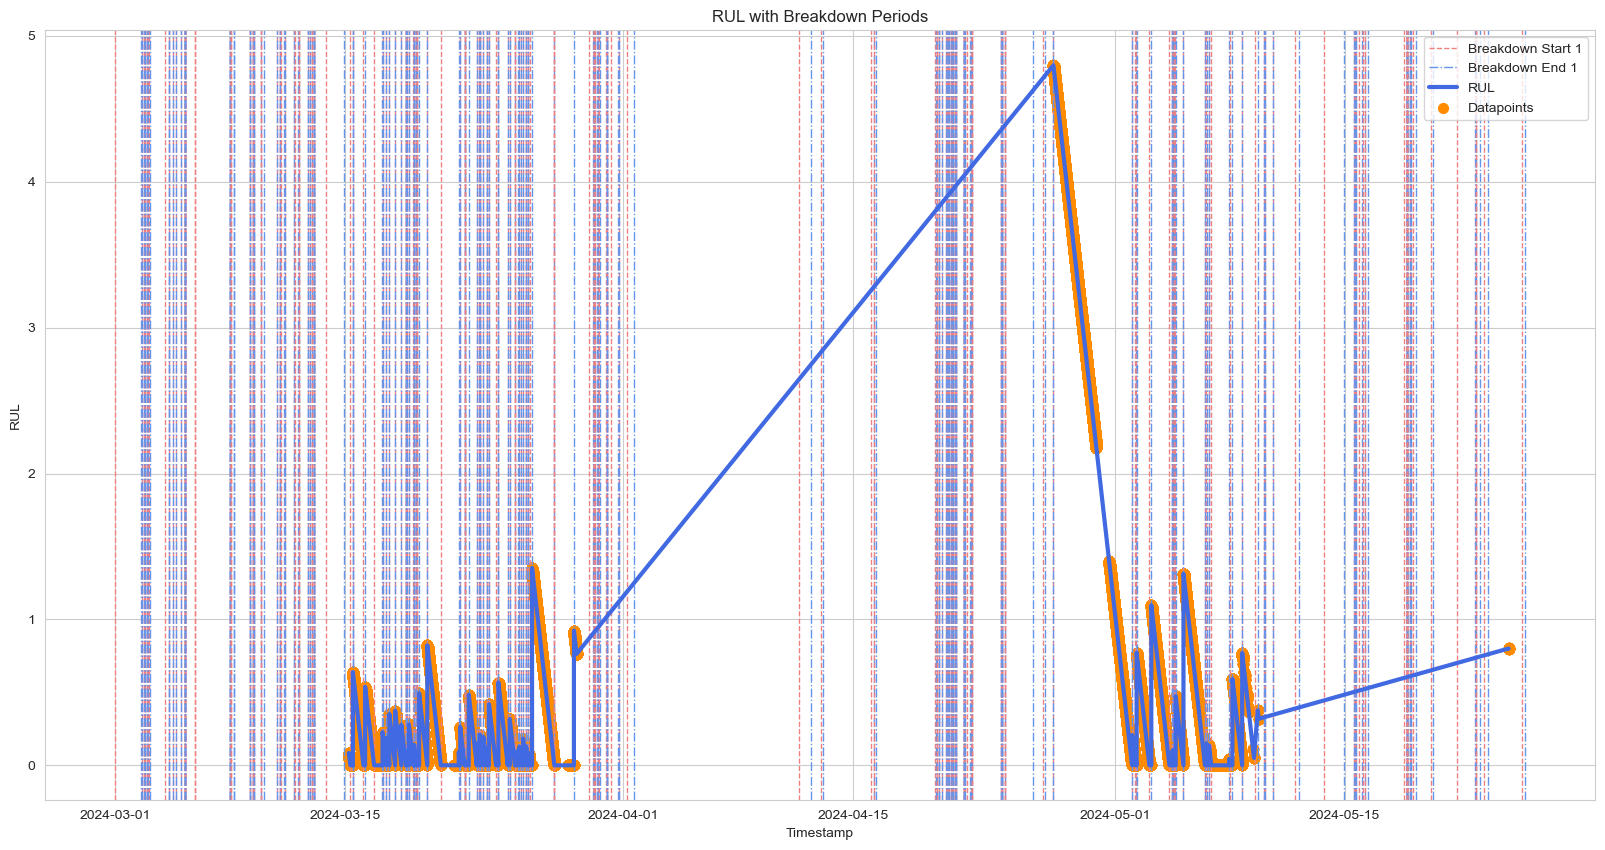 RUL with Breakdown Periods
Breakdown Start 1
Breakdown End 1
RUL
Datapoints
5
4
3
2
1
0
RUL
2024-03-01
2024-03-15
2024-04-01
2024-04-15
2024-05-01
2024-05-15
Timestamp